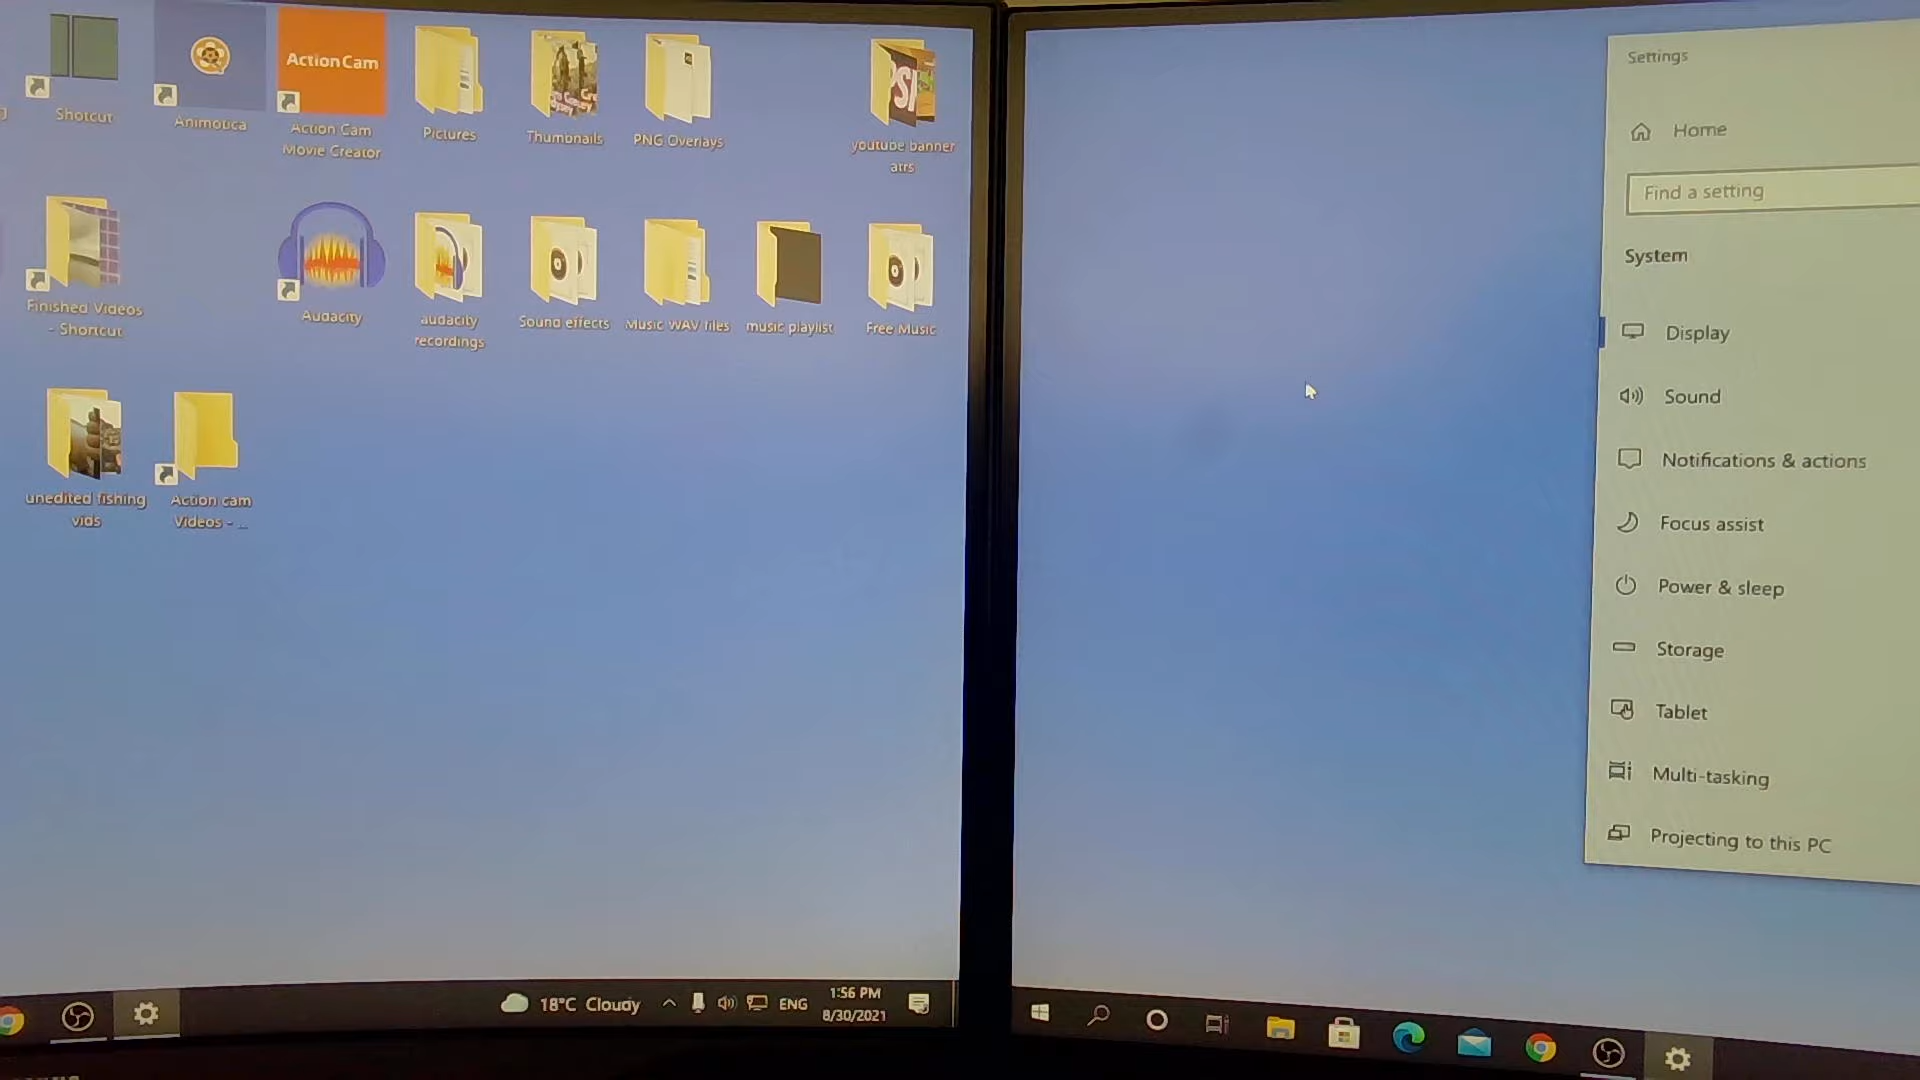 Shotcut
Animotica
ActionCam
Action Cam
Movie Creator
Pictures
Thumbnails
PNG Overlays
PSI
youtube banner
arts
Finished Videos
- Shortcut
Audacity
audacity
recordings
Sound effects
Music WAV files
music playlist
Free Music
unedited fishing
vids
Action cam
Videos - ...
18°C Cloudy
ENG
1:56 PM
8/30/2021
Settings
Home
Find a setting
System
Display
Sound
Notifications & actions
Focus assist
Power & sleep
Storage
Tablet
Multi-tasking
Projecting to this PC